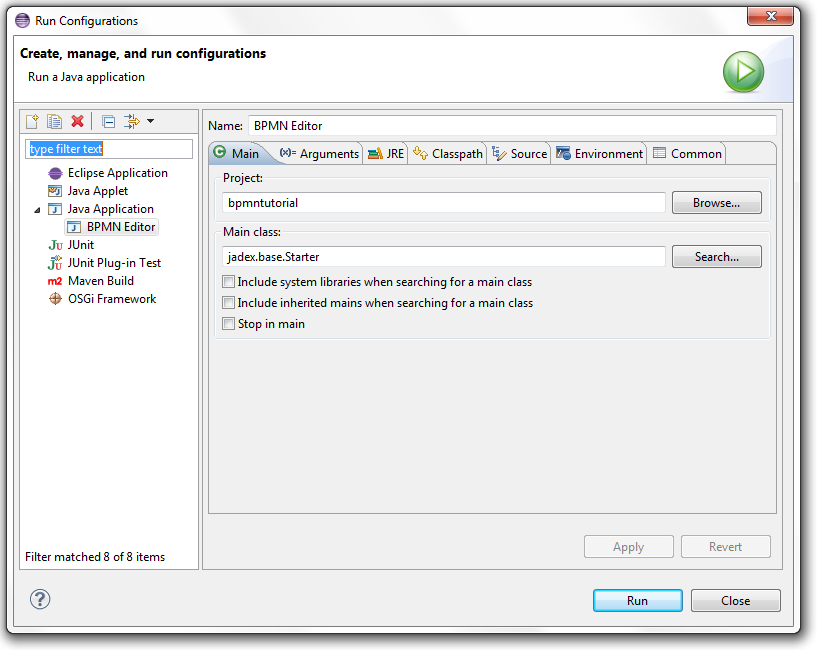 Run Configurations
Create, manage, and run configurations
Run a Java application
type filter text
Eclipse Application
Java Applet
Java Application
BPMN Editor
JU JUnit
JU JUnit Plug-in Test
m2 Maven Build
OSGi Framework
Filter matched 8 of 8 items
Name: BPMN Editor
Main (x)= Arguments JRE Classpath Source Environment Common
Project:
bpmntutorial Browse...
Main class:
jadex.base.Starter Search...
Include system libraries when searching for a main class
Include inherited mains when searching for a main class
Stop in main
Apply Revert
? Run Close